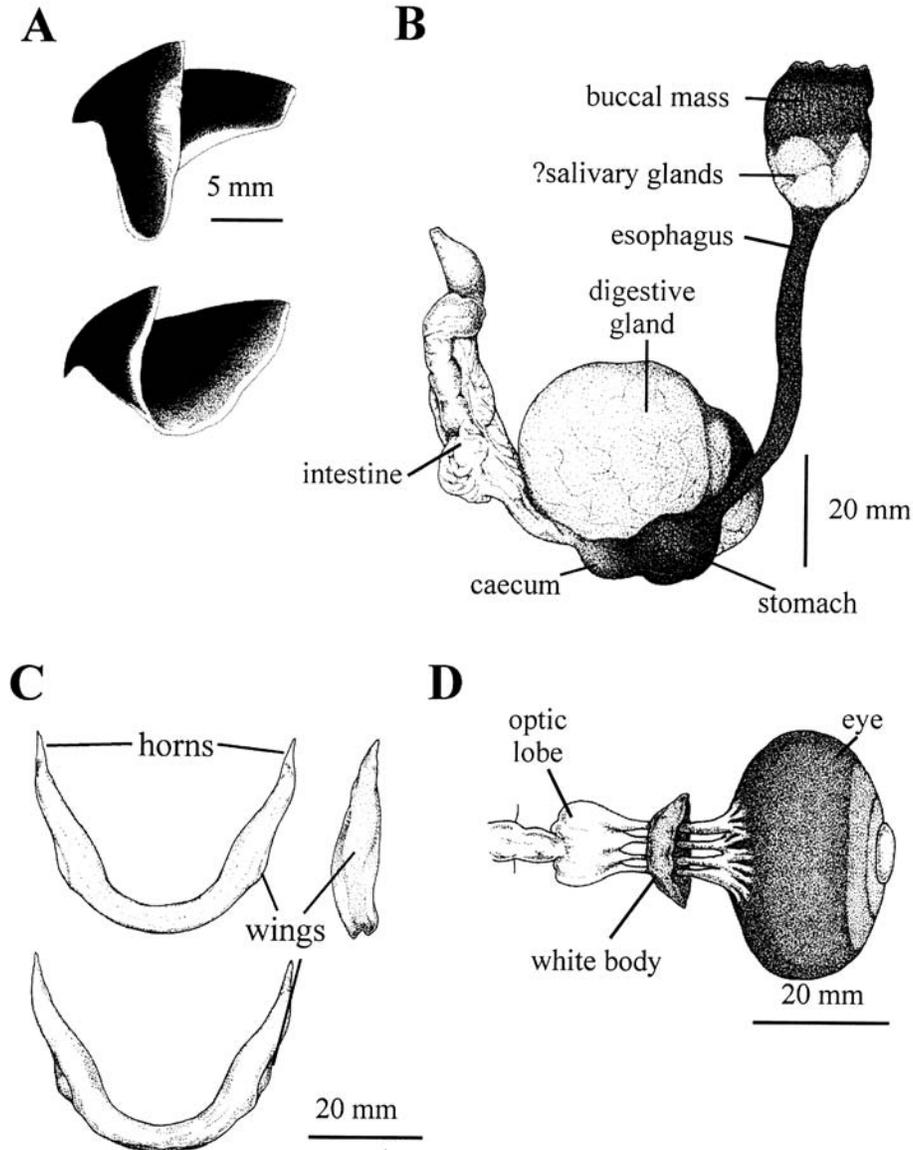 A
5 mm
B
buccal mass
?salivary glands
esophagus
digestive
gland
intestine
20 mm
caecum
stomach
C
horns
wings
20 mm
D
optic
lobe
eye
white body
20 mm